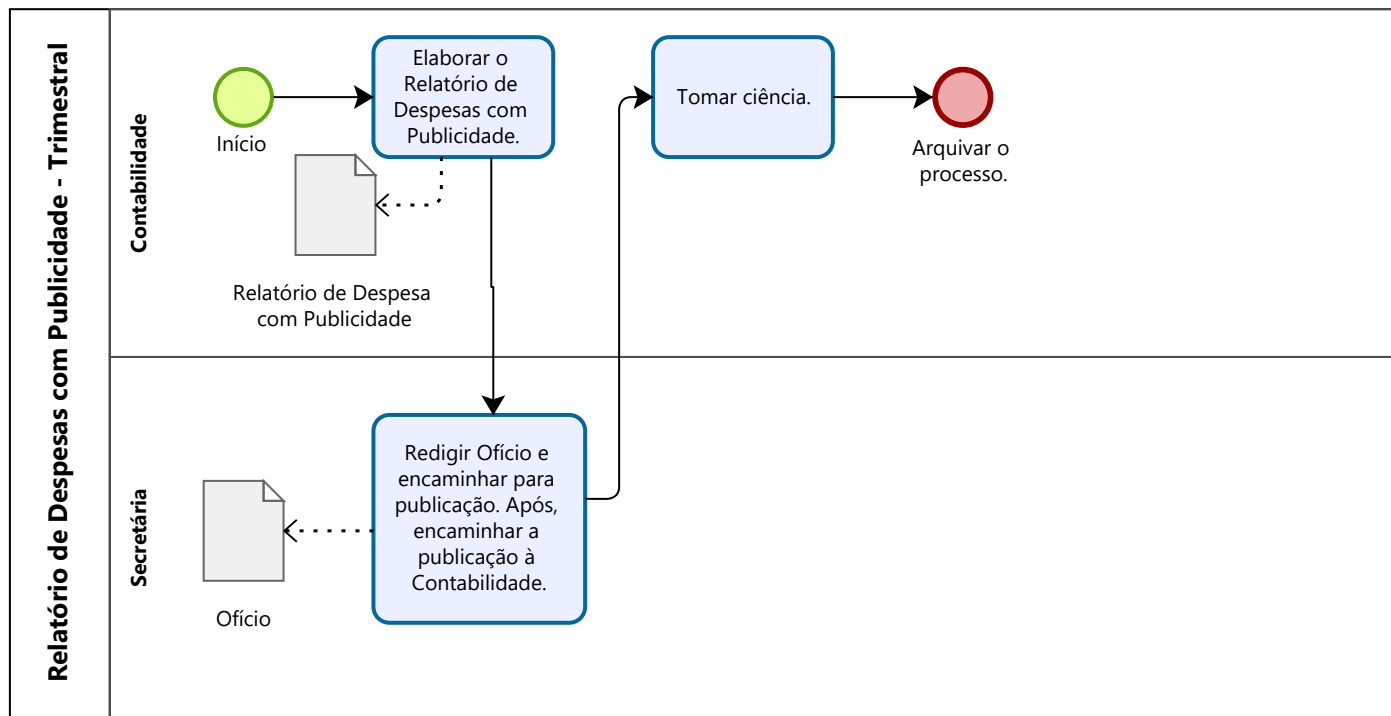 Relatório de Despesas com Publicidade - Trimestral
Contabilidade
Início
Elaborar o
Relatório de
Despesas com
Publicidade.
Tomar ciência.
Arquivar o
processo.
Relatório de Despesa
com Publicidade
Secretária
Redigir Ofício e
encaminhar para
publicação. Após,
encaminhar a
publicação à
Contabilidade.
Ofício